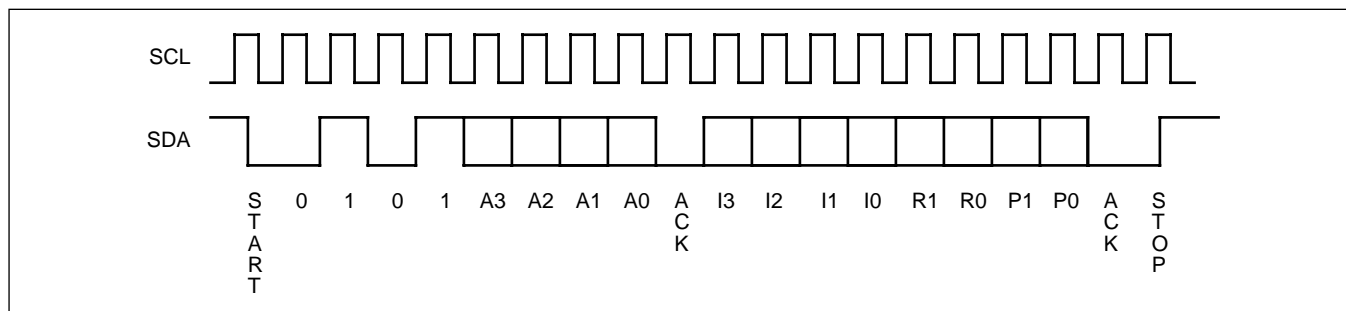 SCL
SDA
START 0 1 0 1 A3 A2 A1 A0 ACK I3 I2 I1 I0 R1 R0 P1 P0 ACK STOP